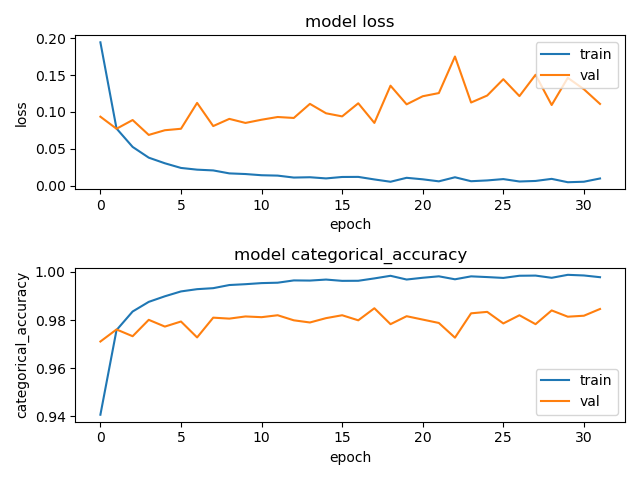 model loss
0.20
0.15
0.10
0.05
0.00
loss
train
val
0 5 10 15 20 25 30
epoch
model categorical_accuracy
1.00
0.98
0.96
0.94
categorical_accuracy
train
val
0 5 10 15 20 25 30
epoch